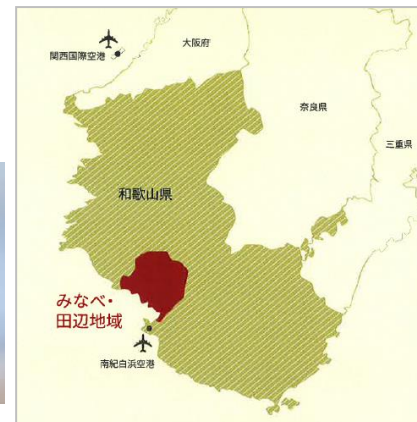 大阪府
関西国際空港
奈良県
三重県
和歌山県
みなべ・
田辺地域
南紀白浜空港